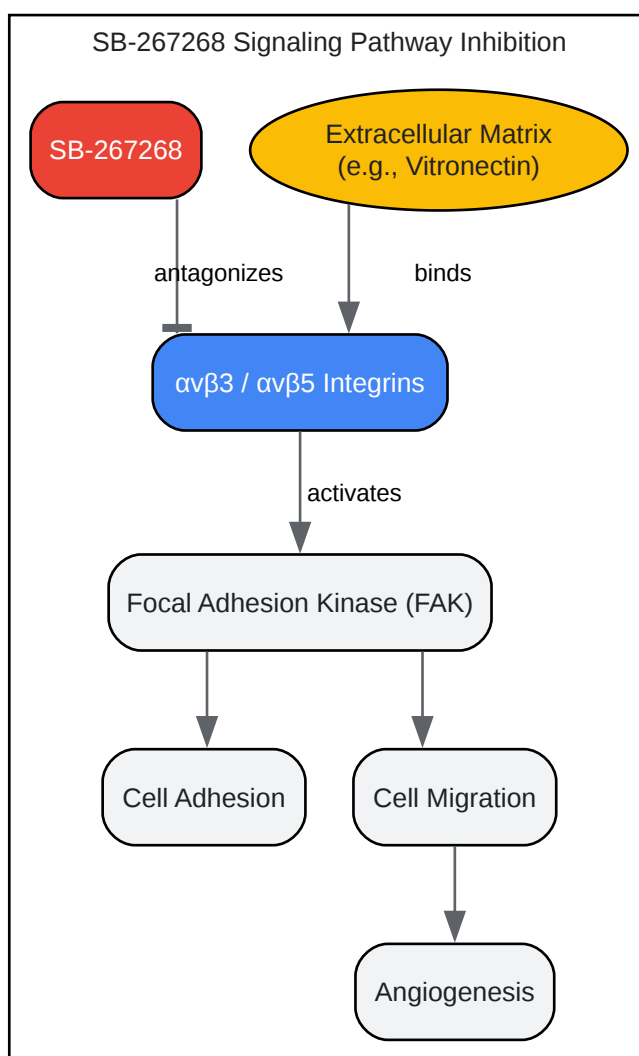 SB-267268 Signaling Pathway Inhibition
SB-267268
Extracellular Matrix
(e.g., Vitronectin)
antagonizes
binds
αvβ3 / αvβ5 Integrins
activates
Focal Adhesion Kinase (FAK)
Cell Adhesion
Cell Migration
Angiogenesis